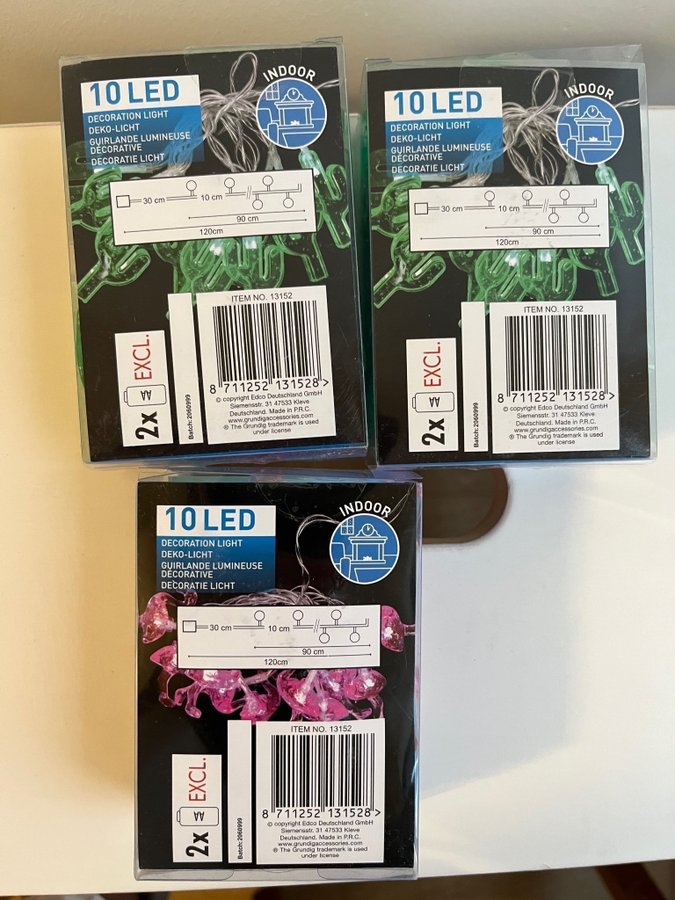 10 LED
DECORATION LIGHT
DEKO-LICHT
GUIRLANDE LUMINEUSE
DÉCORATIVE
DECORATIE LICHT
INDOOR
30 cm
10 cm
90 cm
120cm
2x AA EXCL.
Batch: 2060999
ITEM NO. 13152
8 711252 131528 >
© copyright Edco Deutschland GmbH
Siemensstr. 31 47533 Kleve
Deutschland. Made in P.R.C.
www.grundigaccessories.com
® The Grundig trademark is used
under license
10 LED
DECORATION LIGHT
DEKO-LICHT
GUIRLANDE LUMINEUSE
DÉCORATIVE
DECORATIE LICHT
INDOOR
30 cm
10 cm
90 cm
120cm
2x AA EXCL.
Batch: 2060999
ITEM NO. 13152
8 711252 131528 >
© copyright Edco Deutschland GmbH
Siemensstr. 31 47533 Kleve
Deutschland. Made in P.R.C.
www.grundigaccessories.com
® The Grundig trademark is used
under license
10 LED
DECORATION LIGHT
DEKO-LICHT
GUIRLANDE LUMINEUSE
DÉCORATIVE
DECORATIE LICHT
INDOOR
30 cm
10 cm
90 cm
120cm
2x AA EXCL.
Batch: 2060999
ITEM NO. 13152
8 711252 131528 >
© copyright Edco Deutschland GmbH
Siemensstr. 31 47533 Kleve
Deutschland. Made in P.R.C.
www.grundigaccessories.com
® The Grundig trademark is used
under license